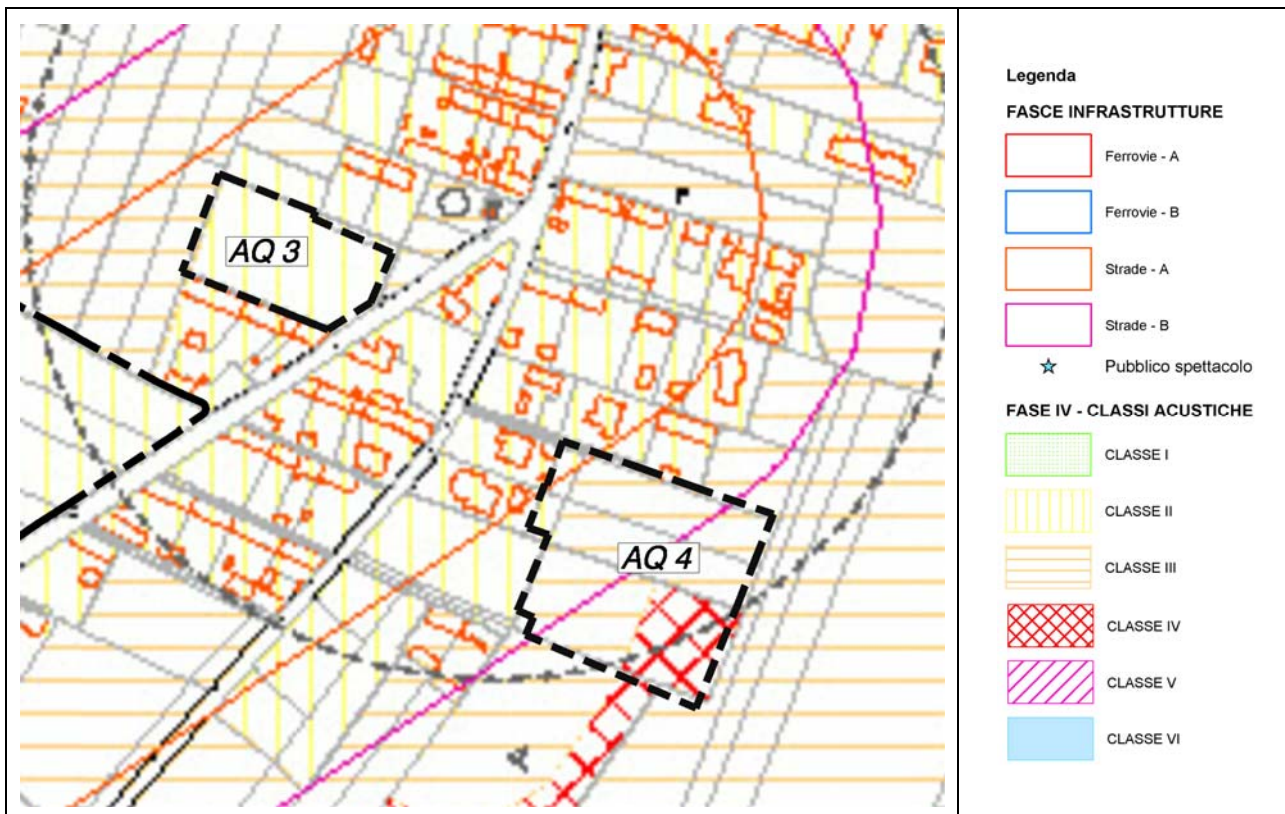 AQ 3
AQ 4
Legenda
FASCE INFRASTRUTTURE
Ferrovie - A
Ferrovie - B
Strade - A
Strade - B
Pubblico spettacolo
FASE IV - CLASSI ACUSTICHE
CLASSE I
CLASSE II
CLASSE III
CLASSE IV
CLASSE V
CLASSE VI